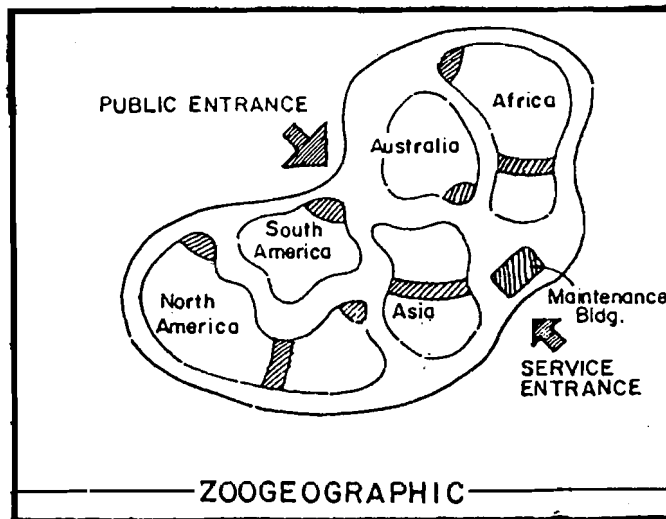 PUBLIC ENTRANCE
Africa
Australia
South
America
North
America
Asia
Maintenance
Bldg.
SERVICE
ENTRANCE
ZOOGEOGRAPHIC